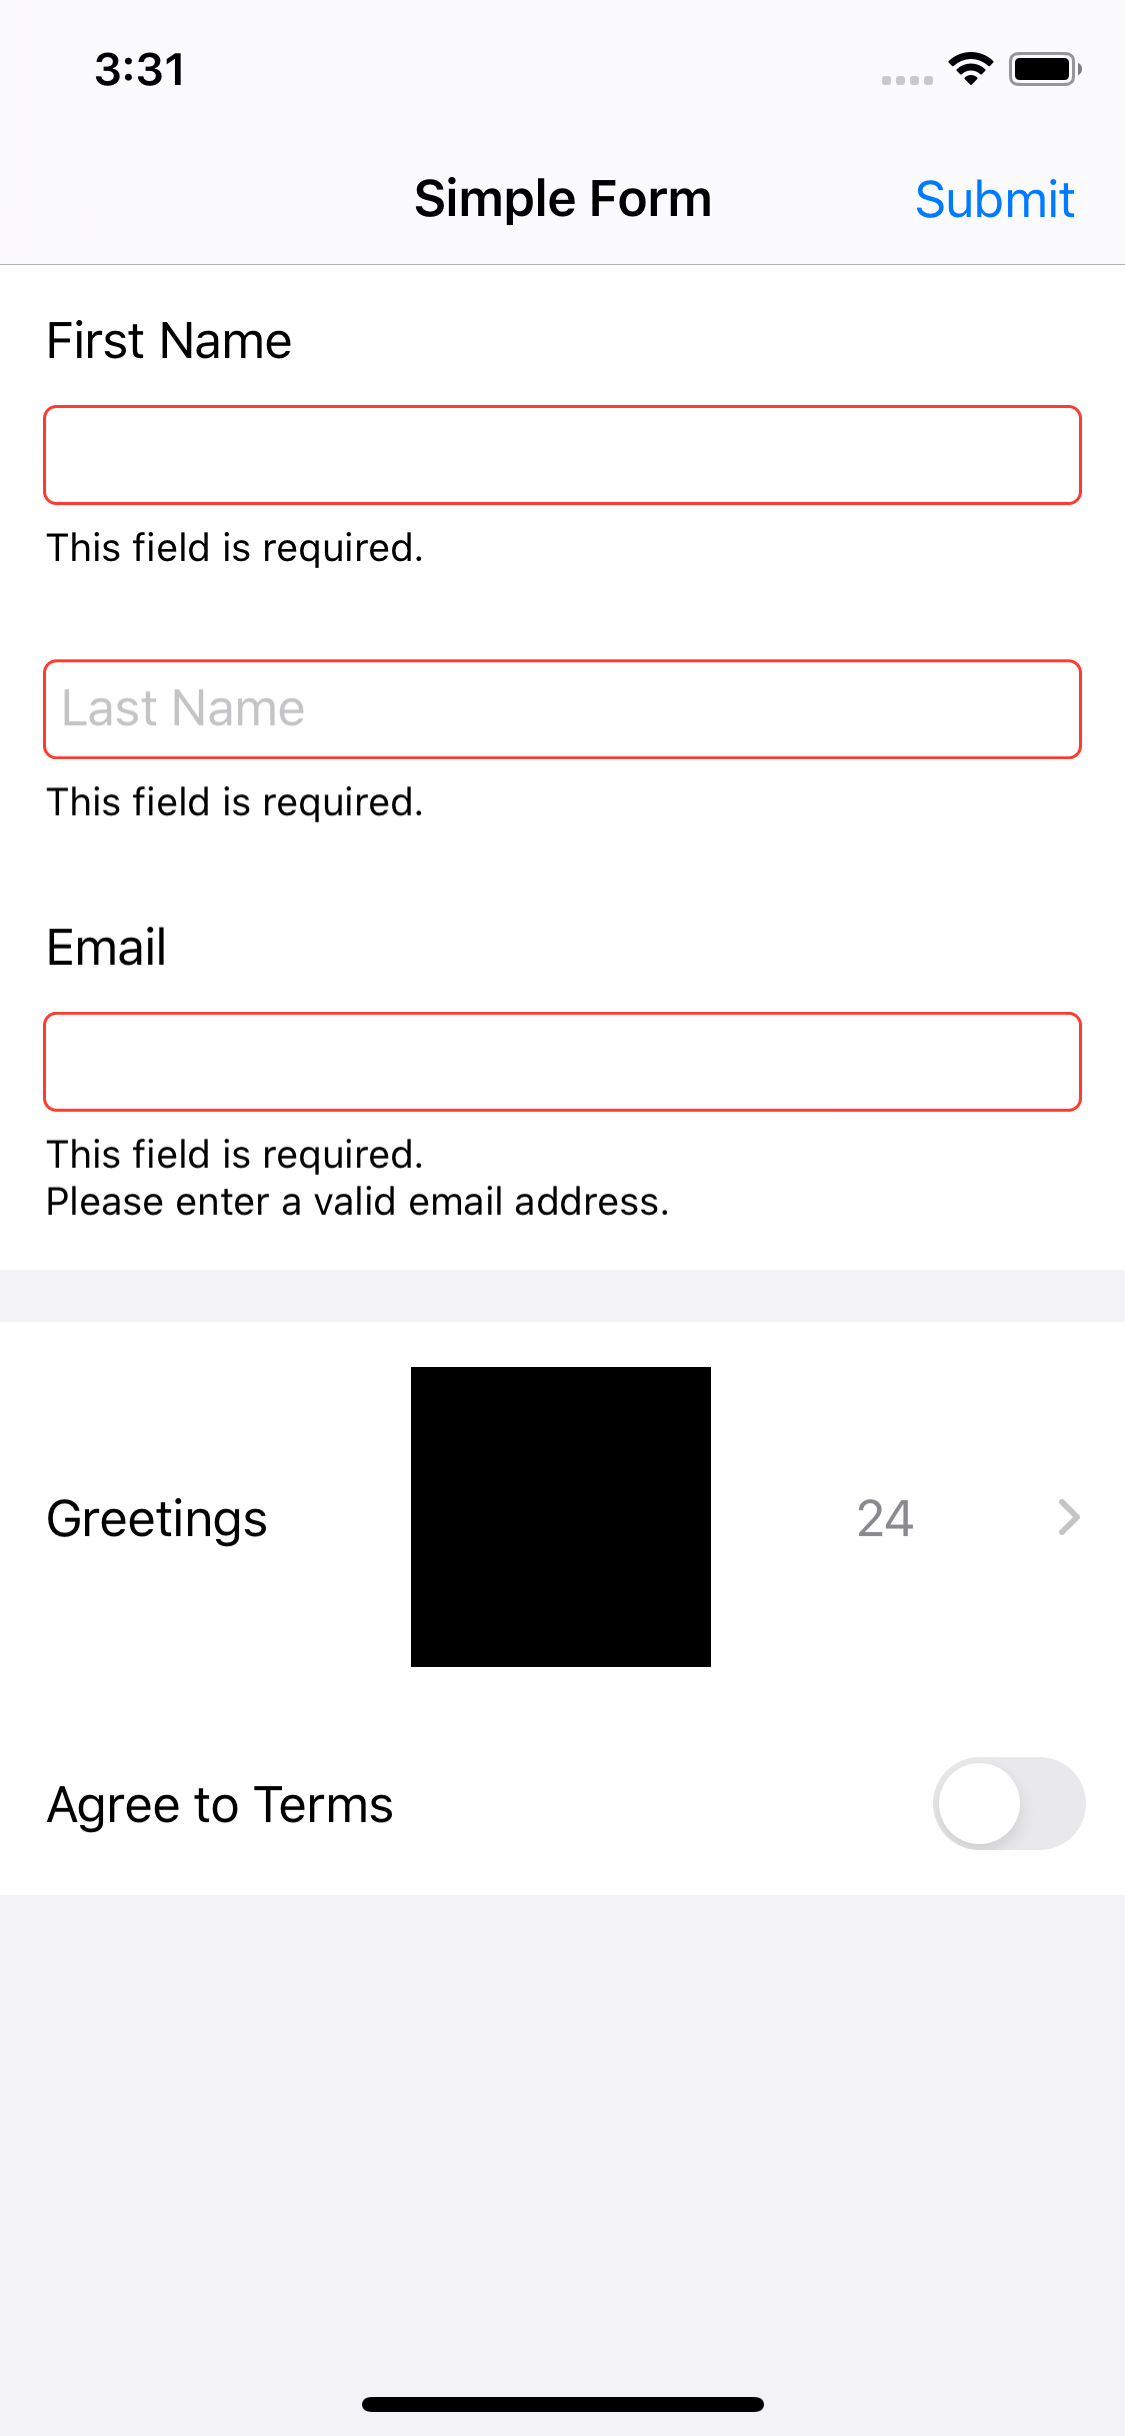 3:31
Simple Form
Submit
First Name
This field is required.
Last Name
This field is required.
Email
This field is required.
Please enter a valid email address.
Greetings
24
Agree to Terms